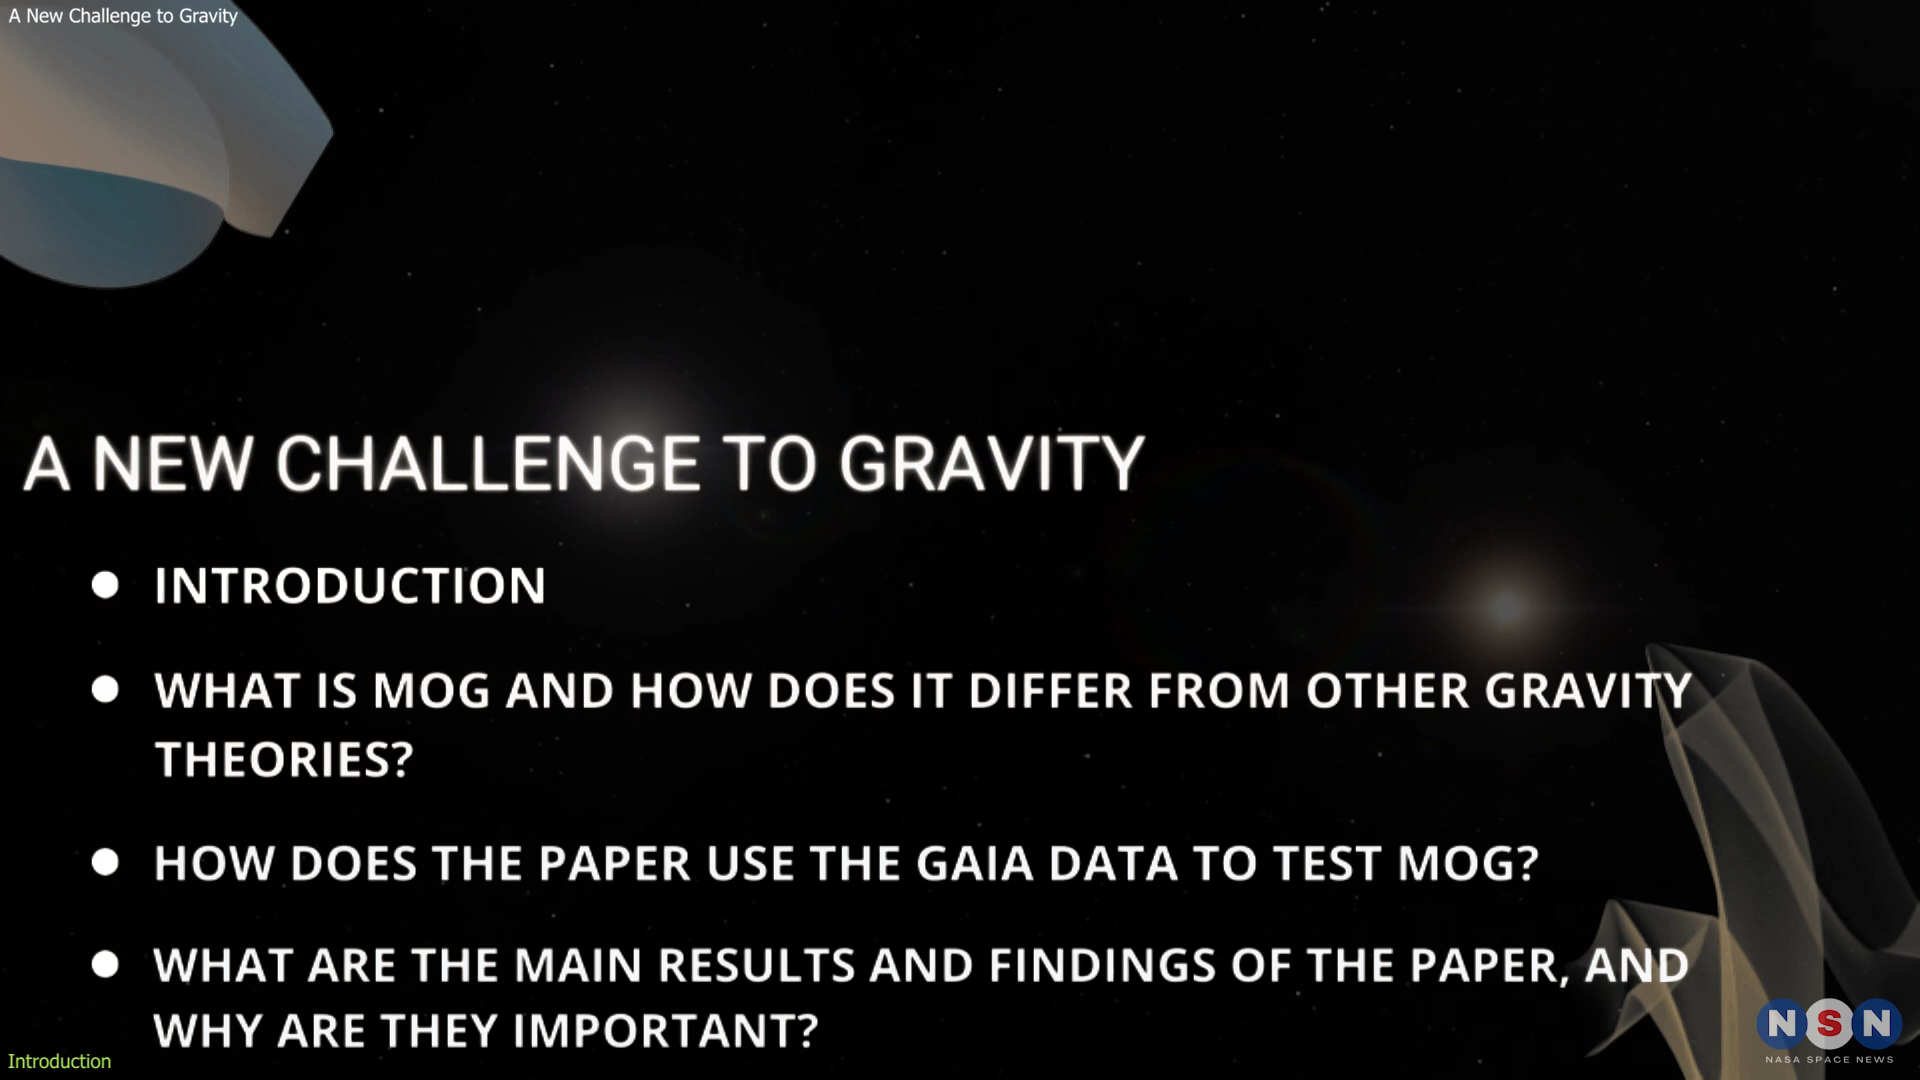 A New Challenge to Gravity
A NEW CHALLENGE TO GRAVITY
● INTRODUCTION
● WHAT IS MOG AND HOW DOES IT DIFFER FROM OTHER GRAVITY
THEORIES?
● HOW DOES THE PAPER USE THE GAIA DATA TO TEST MOG?
● WHAT ARE THE MAIN RESULTS AND FINDINGS OF THE PAPER, AND
WHY ARE THEY IMPORTANT?
NSN
NASA SPACE NEWS
Introduction